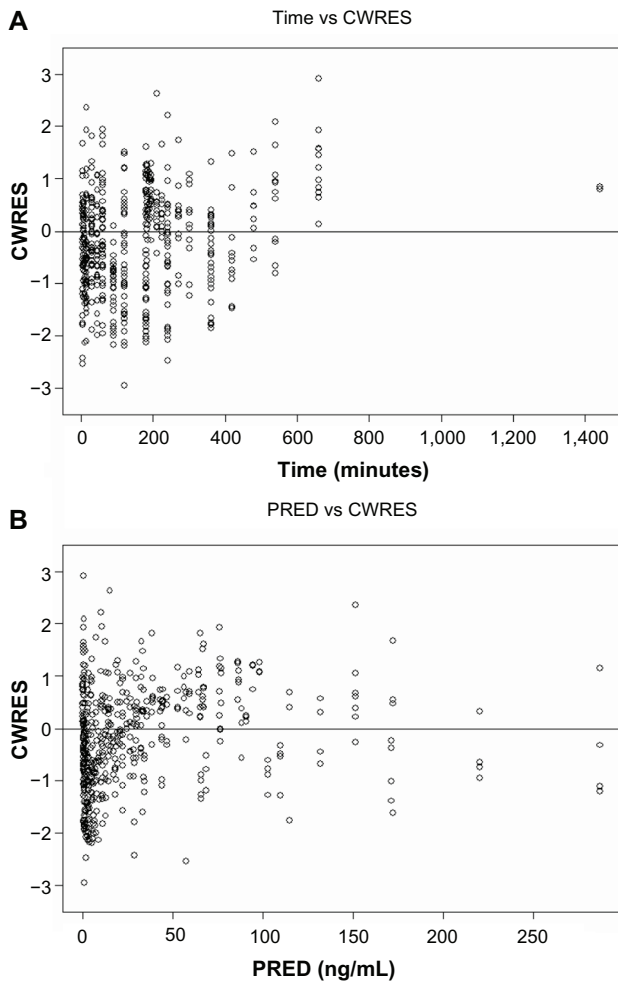 A
Time vs CWRES
3
2
1
0
−1
−2
−3
CWRES
0 200 400 600 800 1,000 1,200 1,400
Time (minutes)
B
PRED vs CWRES
3
2
1
0
−1
−2
−3
CWRES
0 50 100 150 200 250
PRED (ng/mL)